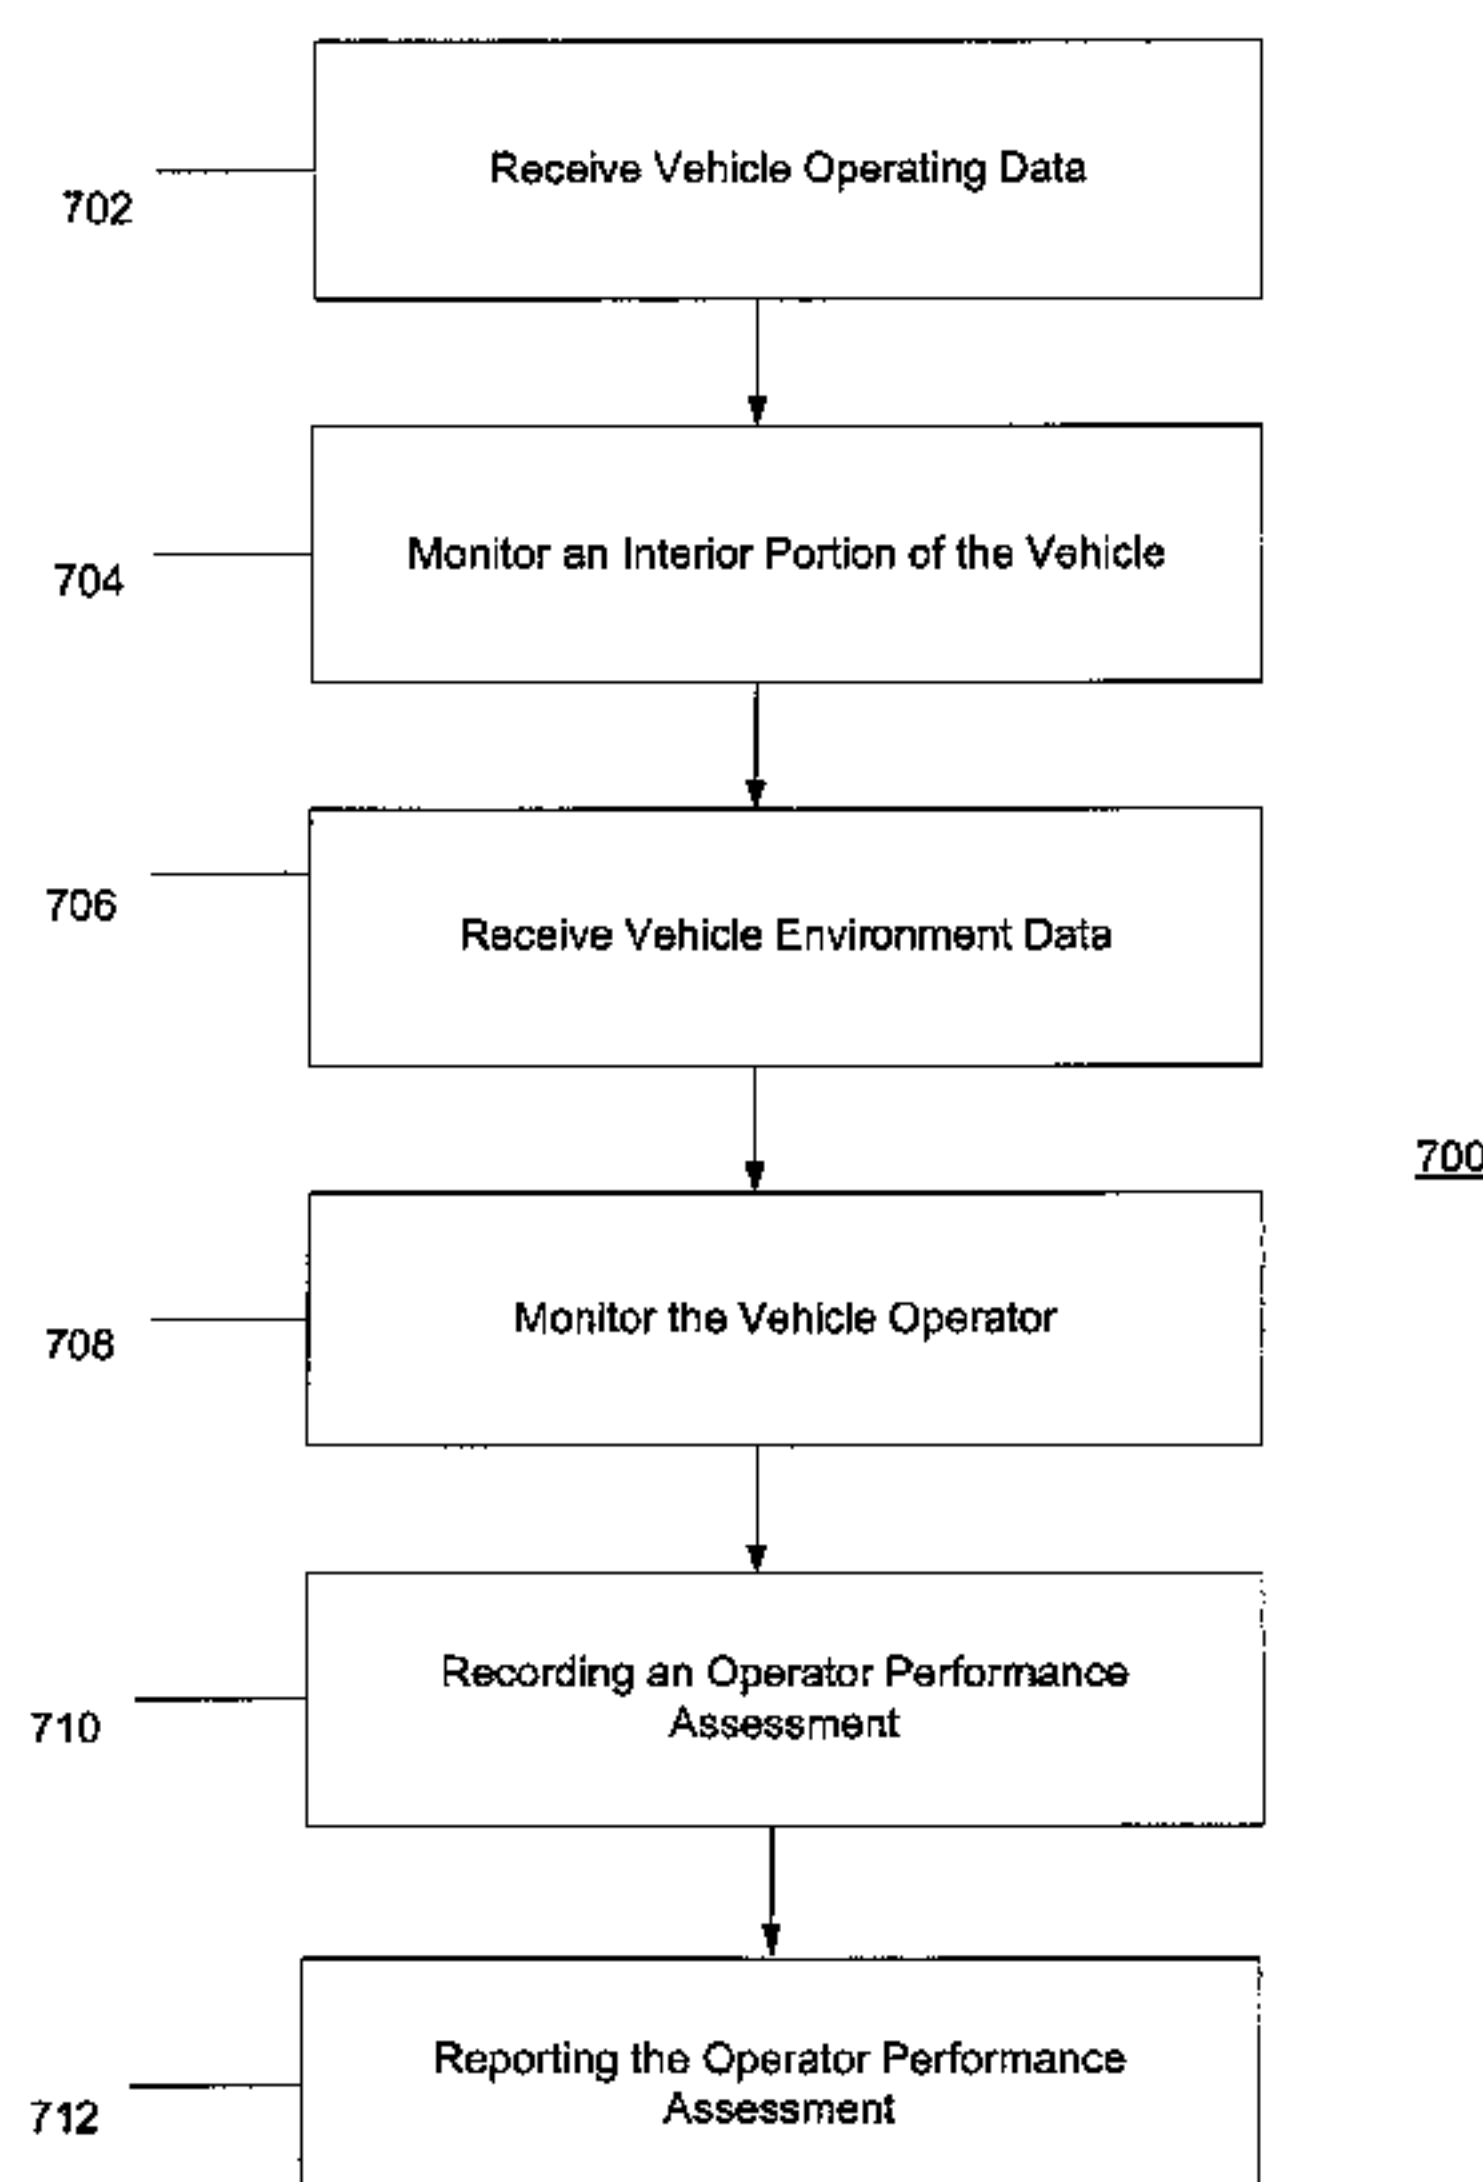 Receive Vehicle Operating Data
702
Monitor an Interior Portion of the Vehicle
704
706
Receive Vehicle Environment Data
700
Monitor the Vehicle Operator
708
Recording an Operator Performance
Assessment
710
Reporting the Operator Performance
Assessment
712